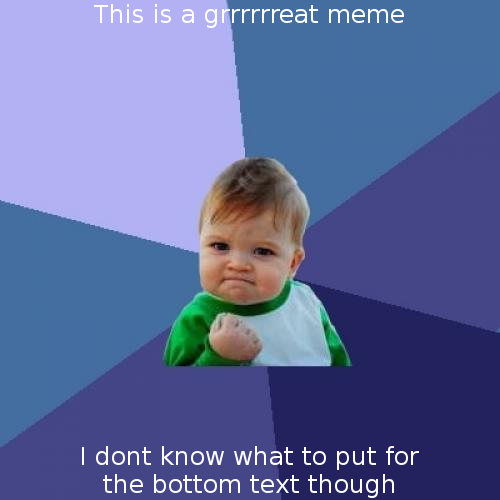 This is a grrrrrreat meme
I dont know what to put for
the bottom text though